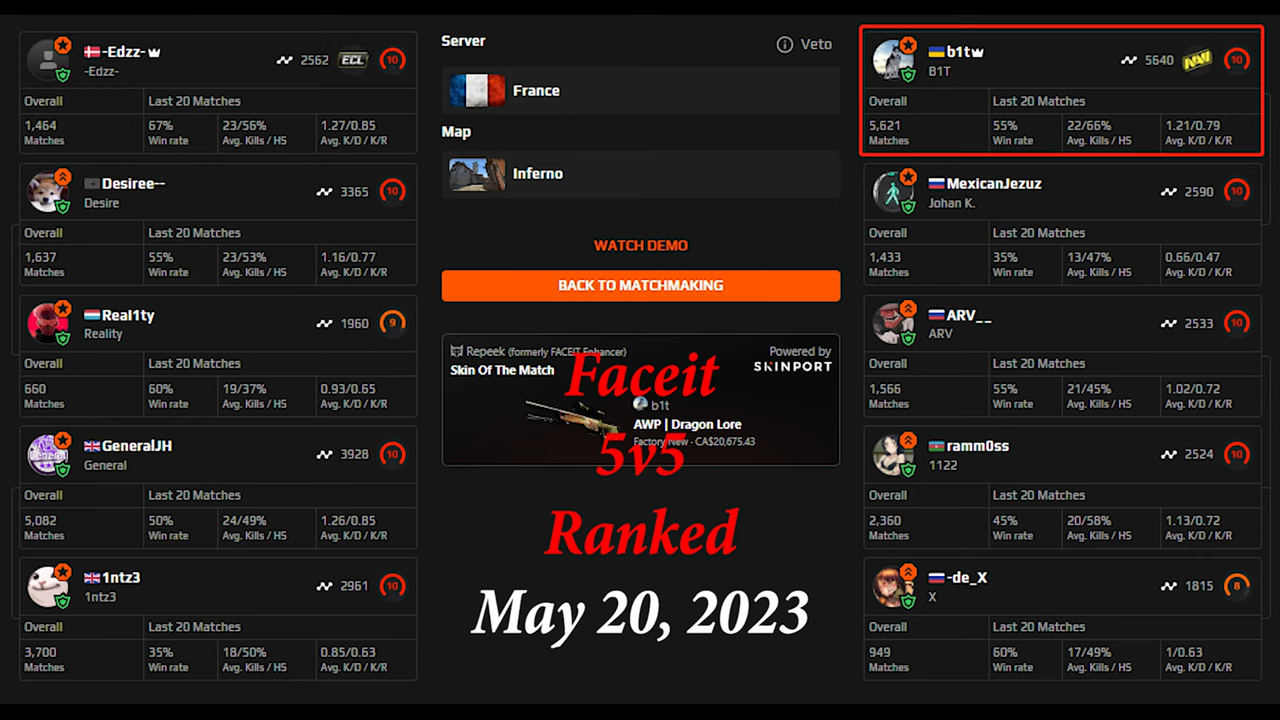 -Edzz-
-Edzz-
2562
ECL
10
Overall
Last 20 Matches
1,464
Matches
67%
Win rate
23/56%
Avg. Kills / HS
1.27/0.85
Avg. K/D / K/R
Desiree--
Desire
3365
10
Overall
Last 20 Matches
1,637
Matches
55%
Win rate
23/53%
Avg. Kills / HS
1.16/0.77
Avg. K/D / K/R
Real1ty
Reality
1960
9
Overall
Last 20 Matches
660
Matches
60%
Win rate
19/37%
Avg. Kills / HS
0.93/0.65
Avg. K/D / K/R
GeneralJH
General
3928
10
Overall
Last 20 Matches
5,082
Matches
50%
Win rate
24/49%
Avg. Kills / HS
1.26/0.85
Avg. K/D / K/R
1ntz3
1ntz3
2961
10
Overall
Last 20 Matches
3,700
Matches
35%
Win rate
18/50%
Avg. Kills / HS
0.85/0.63
Avg. K/D / K/R
Server
Veto
France
Map
Inferno
WATCH DEMO
BACK TO MATCHMAKING
Repeek (formerly FACEIT Enhancer)
Skin Of The Match
Powered by
SKINPORT
b1t
AWP | Dragon Lore
Factory New - CA$20,675.43
Faceit
5v5
Ranked
May 20, 2023
b1t
B1T
5640
NAVI
10
Overall
Last 20 Matches
5,621
Matches
55%
Win rate
22/66%
Avg. Kills / HS
1.21/0.79
Avg. K/D / K/R
MexicanJezuz
Johan K.
2590
10
Overall
Last 20 Matches
1,433
Matches
35%
Win rate
13/47%
Avg. Kills / HS
0.66/0.47
Avg. K/D / K/R
ARV__
ARV
2533
10
Overall
Last 20 Matches
1,566
Matches
55%
Win rate
21/45%
Avg. Kills / HS
1.02/0.72
Avg. K/D / K/R
ramm0ss
1122
2524
10
Overall
Last 20 Matches
2,360
Matches
45%
Win rate
20/58%
Avg. Kills / HS
1.13/0.72
Avg. K/D / K/R
-de_X
X
1815
8
Overall
Last 20 Matches
949
Matches
60%
Win rate
17/49%
Avg. Kills / HS
1/0.63
Avg. K/D / K/R